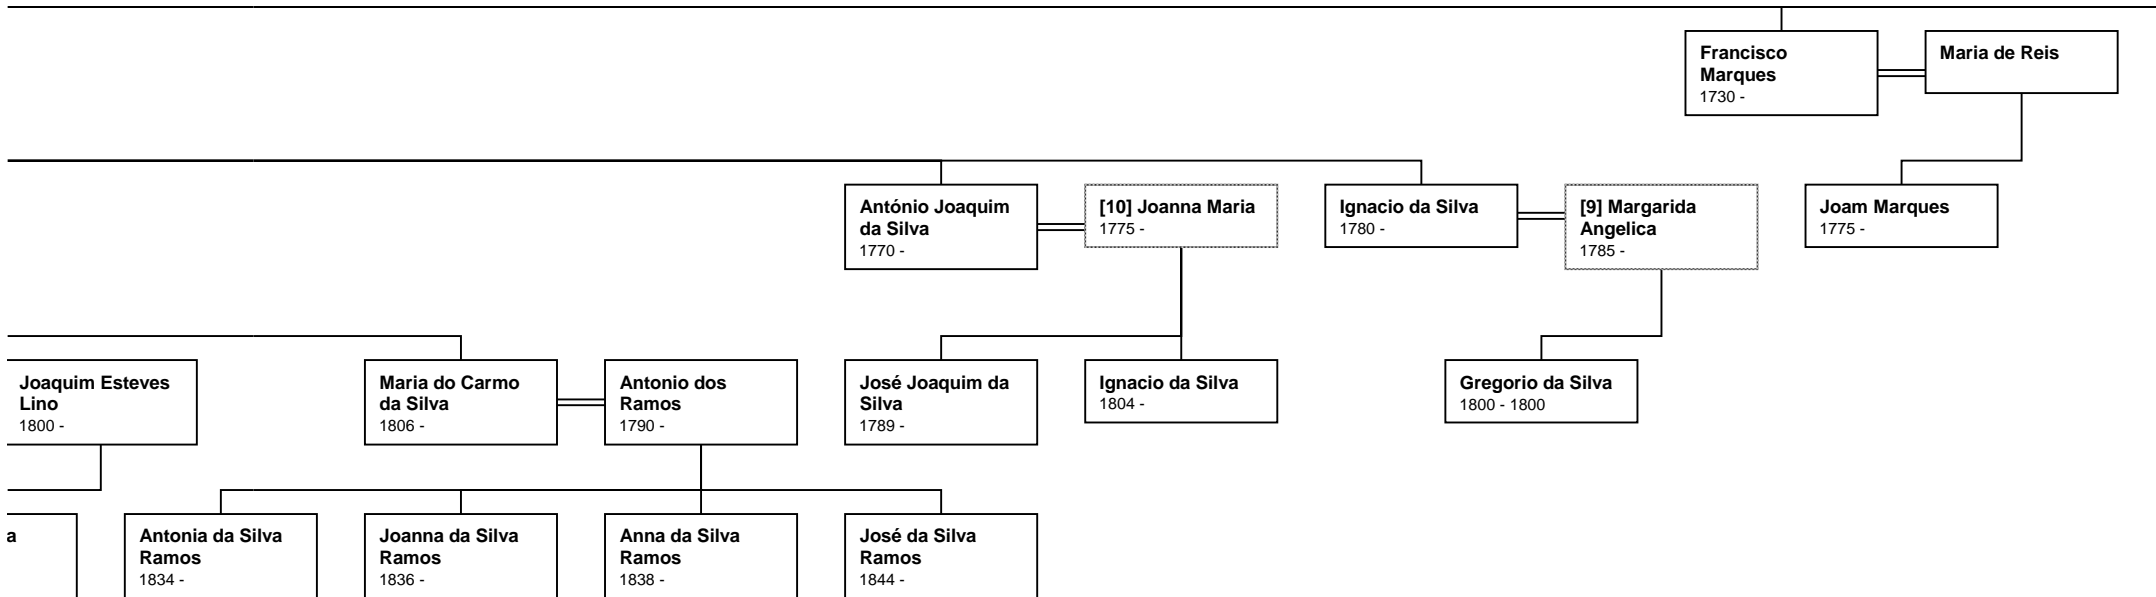 Francisco
Marques
1730 -
Maria de Reis
António Joaquim
da Silva
1770 -
[10] Joanna Maria
1775 -
Ignacio da Silva
1780 -
[9] Margarida
Angelica
1785 -
Joam Marques
1775 -
Joaquim Esteves
Lino
1800 -
Maria do Carmo
da Silva
1806 -
Antonio dos
Ramos
1790 -
José Joaquim da
Silva
1789 -
Ignacio da Silva
1804 -
Gregorio da Silva
1800 - 1800
a
Antonia da Silva
Ramos
1834 -
Joanna da Silva
Ramos
1836 -
Anna da Silva
Ramos
1838 -
José da Silva
Ramos
1844 -